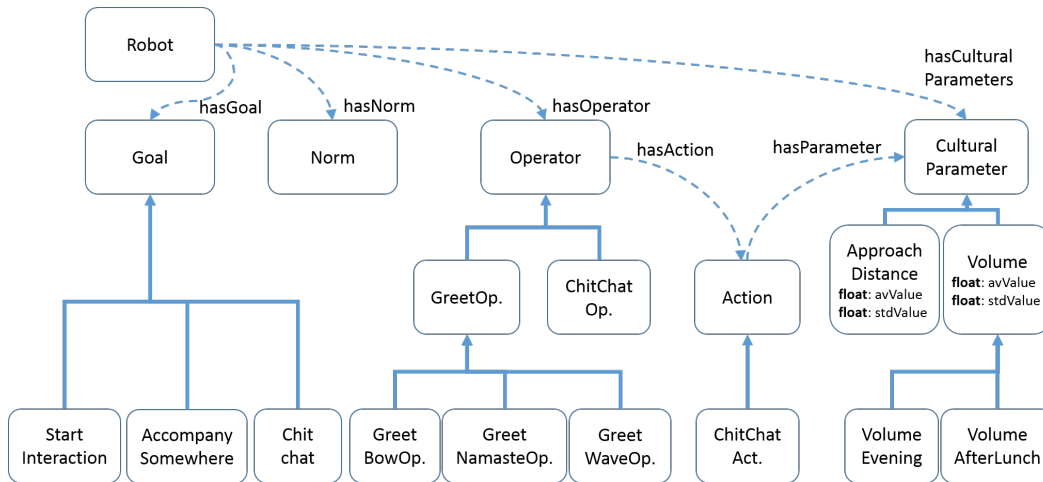 Robot
hasCultural
Parameters
hasGoal
hasNorm
hasOperator
Goal
Norm
Operator
hasAction
hasParameter
Cultural
Parameter
GreetOp.
ChitChat
Op.
Action
Approach
Distance
float: avValue
float: stdValue
Volume
float: avValue
float: stdValue
Start
Interaction
Accompany
Somewhere
Chit
chat
Greet
BowOp.
Greet
NamasteOp.
Greet
WaveOp.
ChitChat
Act.
Volume
Evening
Volume
AfterLunch